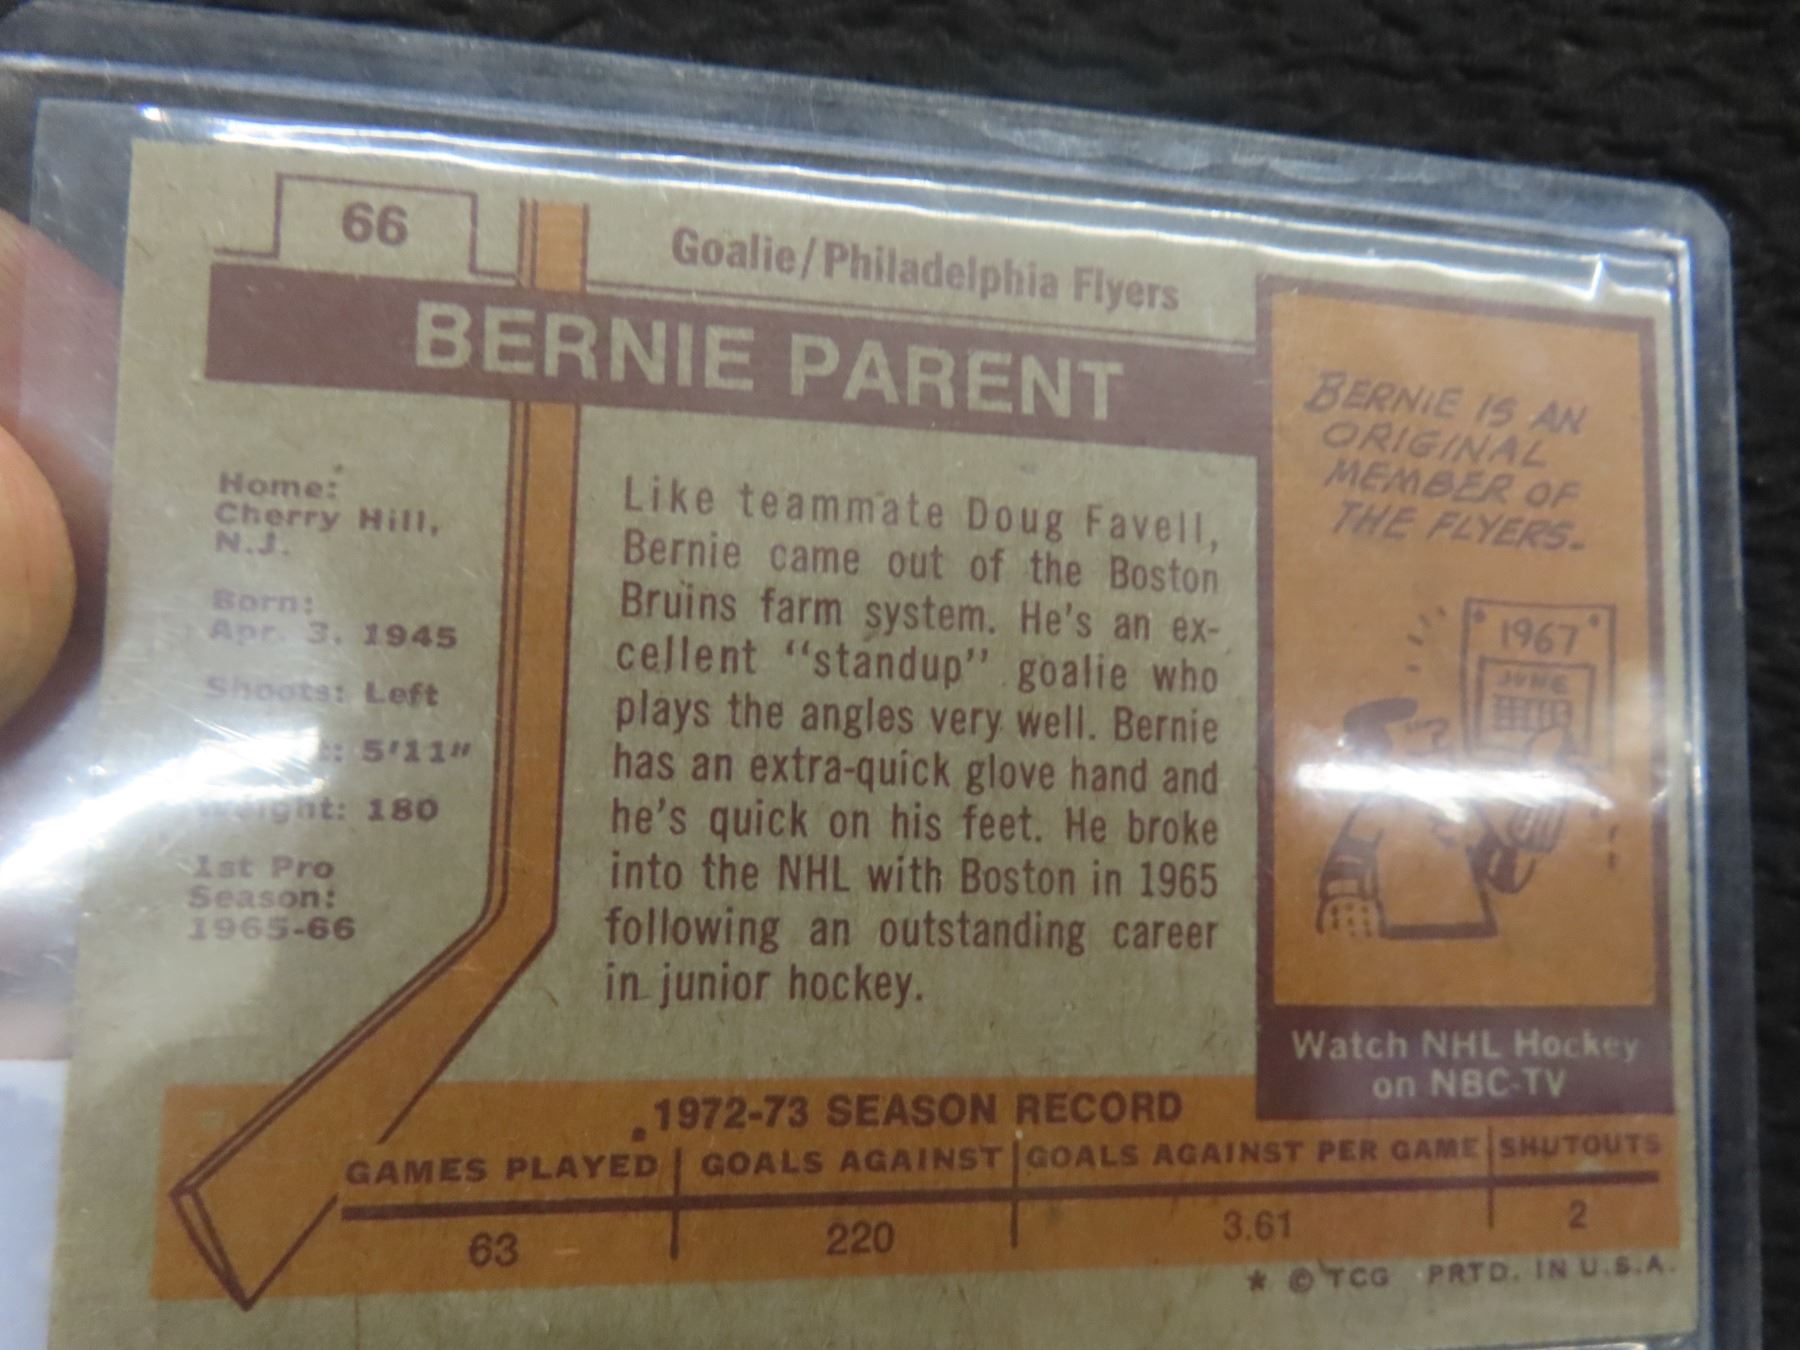 66
Goalie/Philadelphia Flyers
BERNIE PARENT
Home:
Cherry Hill,
N.J.
Born:
Apr. 3, 1945
Shoots: Left
5'11"
Weight: 180
1st Pro
Season:
1965-66
Like teammate Doug Favell,
Bernie came out of the Boston
Bruins farm system. He's an ex-
cellent "standup" goalie who
plays the angles very well. Bernie
has an extra-quick glove hand and
he's quick on his feet. He broke
into the NHL with Boston in 1965
following an outstanding career
in junior hockey.
BERNIE IS AN
ORIGINAL
MEMBER OF
THE FLYERS.
1967
JUNE
Watch NHL Hockey
on NBC-TV
1972-73 SEASON RECORD
GAMES PLAYED GOALS AGAINST GOALS AGAINST PER GAME SHUTOUTS
63 220 3.61 2
* © TCG PRTD. IN U.S.A.